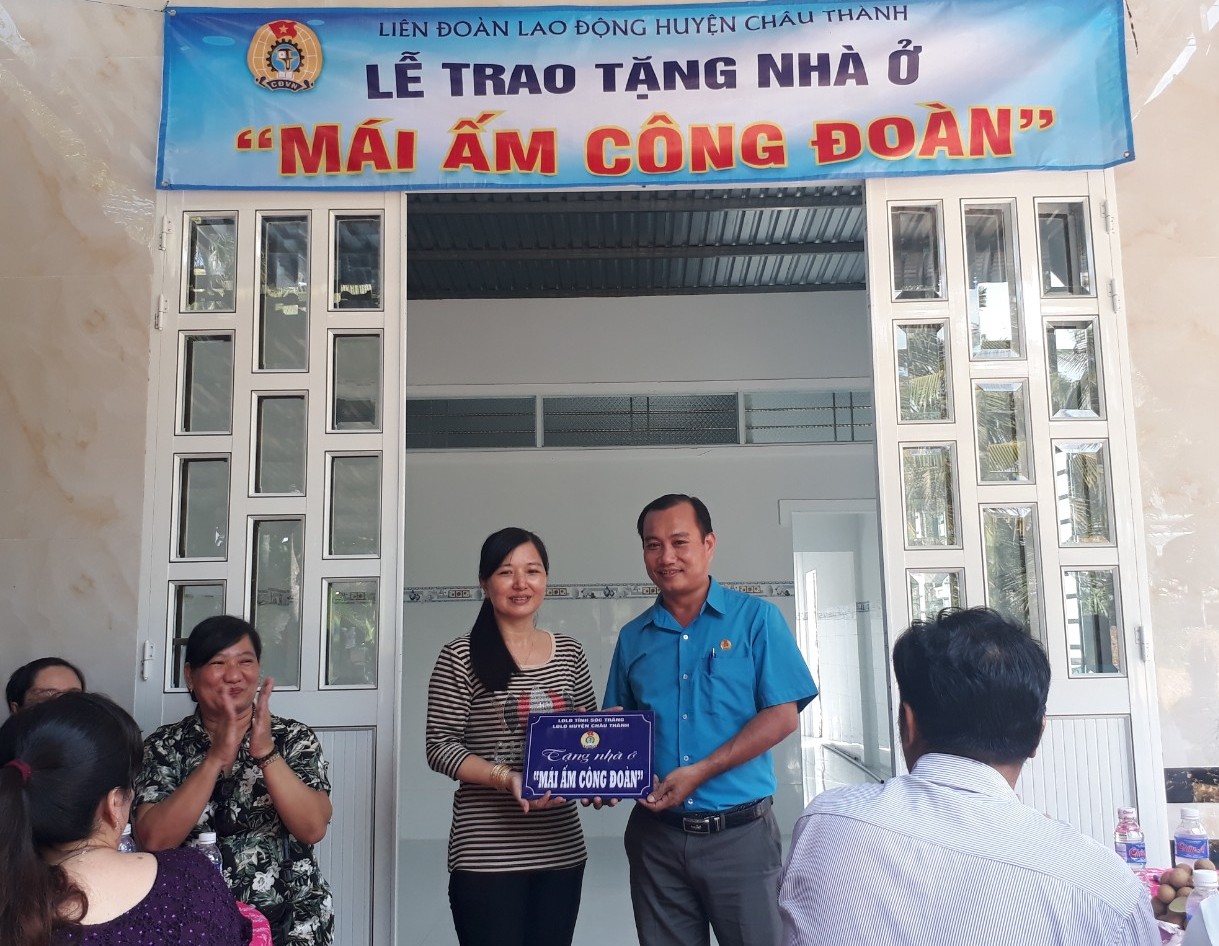 LIÊN ĐOÀN LAO ĐỘNG HUYỆN CHÂU THÀNH
LỄ TRAO TẶNG NHÀ Ở
“MÁI ẤM CÔNG ĐOÀN”
CĐVN
LĐLĐ TỈNH SÓC TRĂNG
LĐLĐ HUYỆN CHÂU THÀNH
Tặng nhà ở
“MÁI ẤM CÔNG ĐOÀN”